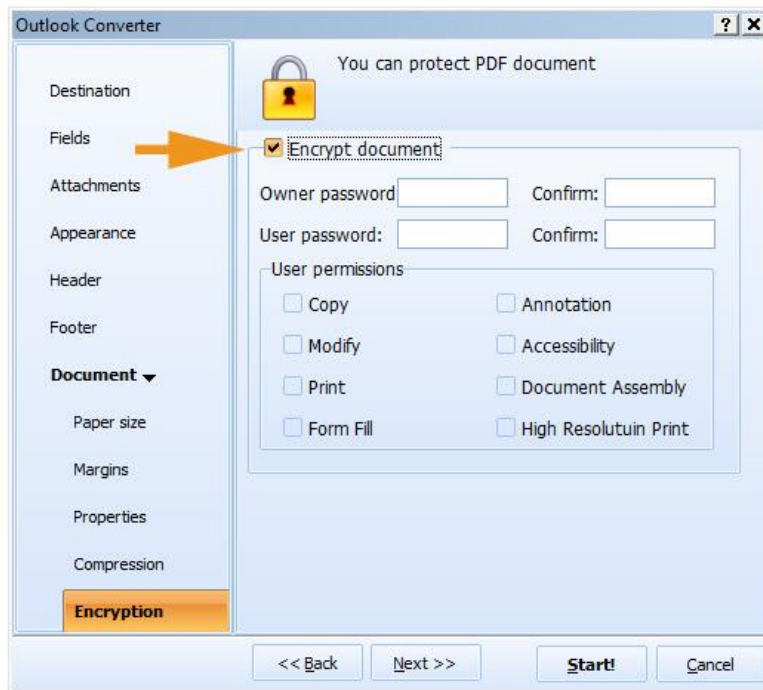 Outlook Converter
?
Destination
Fields
Attachments
Appearance
Header
Footer
Document
Paper size
Margins
Properties
Compression
Encryption
You can protect PDF document
Encrypt document
Owner password Confirm:
User password: Confirm:
User permissions
Copy Annotation
Modify Accessibility
Print Document Assembly
Form Fill High Resolutuin Print
<< Back Next >> Start! Cancel